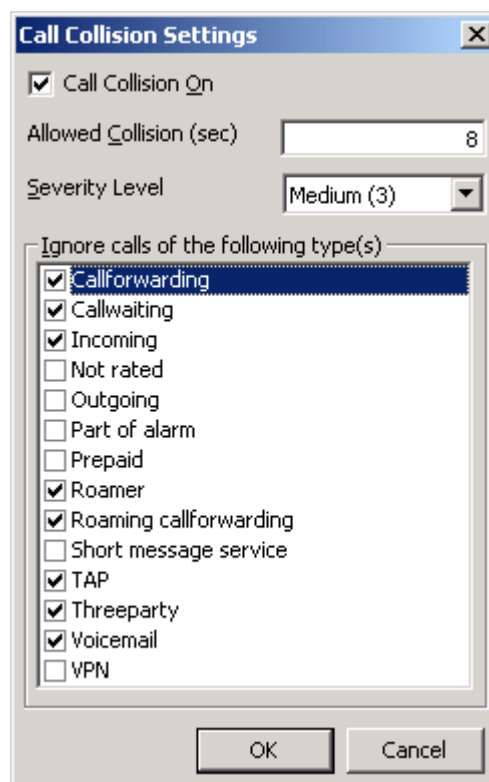 Call Collision Settings
Call Collision On
Allowed Collision (sec) 8
Severity Level Medium (3)
Ignore calls of the following type(s)
Callforwarding
Callwaiting
Incoming
Not rated
Outgoing
Part of alarm
Prepaid
Roamer
Roaming callforwarding
Short message service
TAP
Threeparty
Voicemail
VPN
OK Cancel